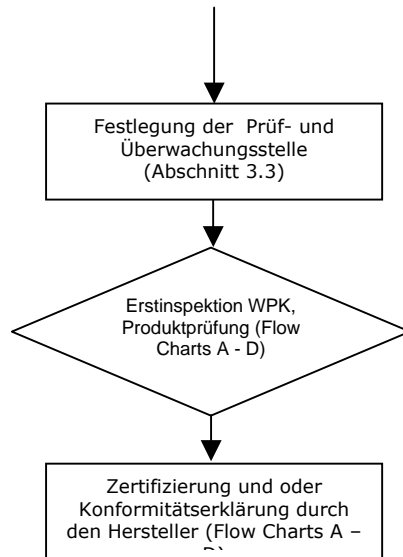 Festlegung der Prüf- und
Überwachungsstelle
(Abschnitt 3.3)
Erstinspektion WPK,
Produktprüfung (Flow
Charts A - D)
Zertifizierung und oder
Konformitätserklärung durch
den Hersteller (Flow Charts A –
D)